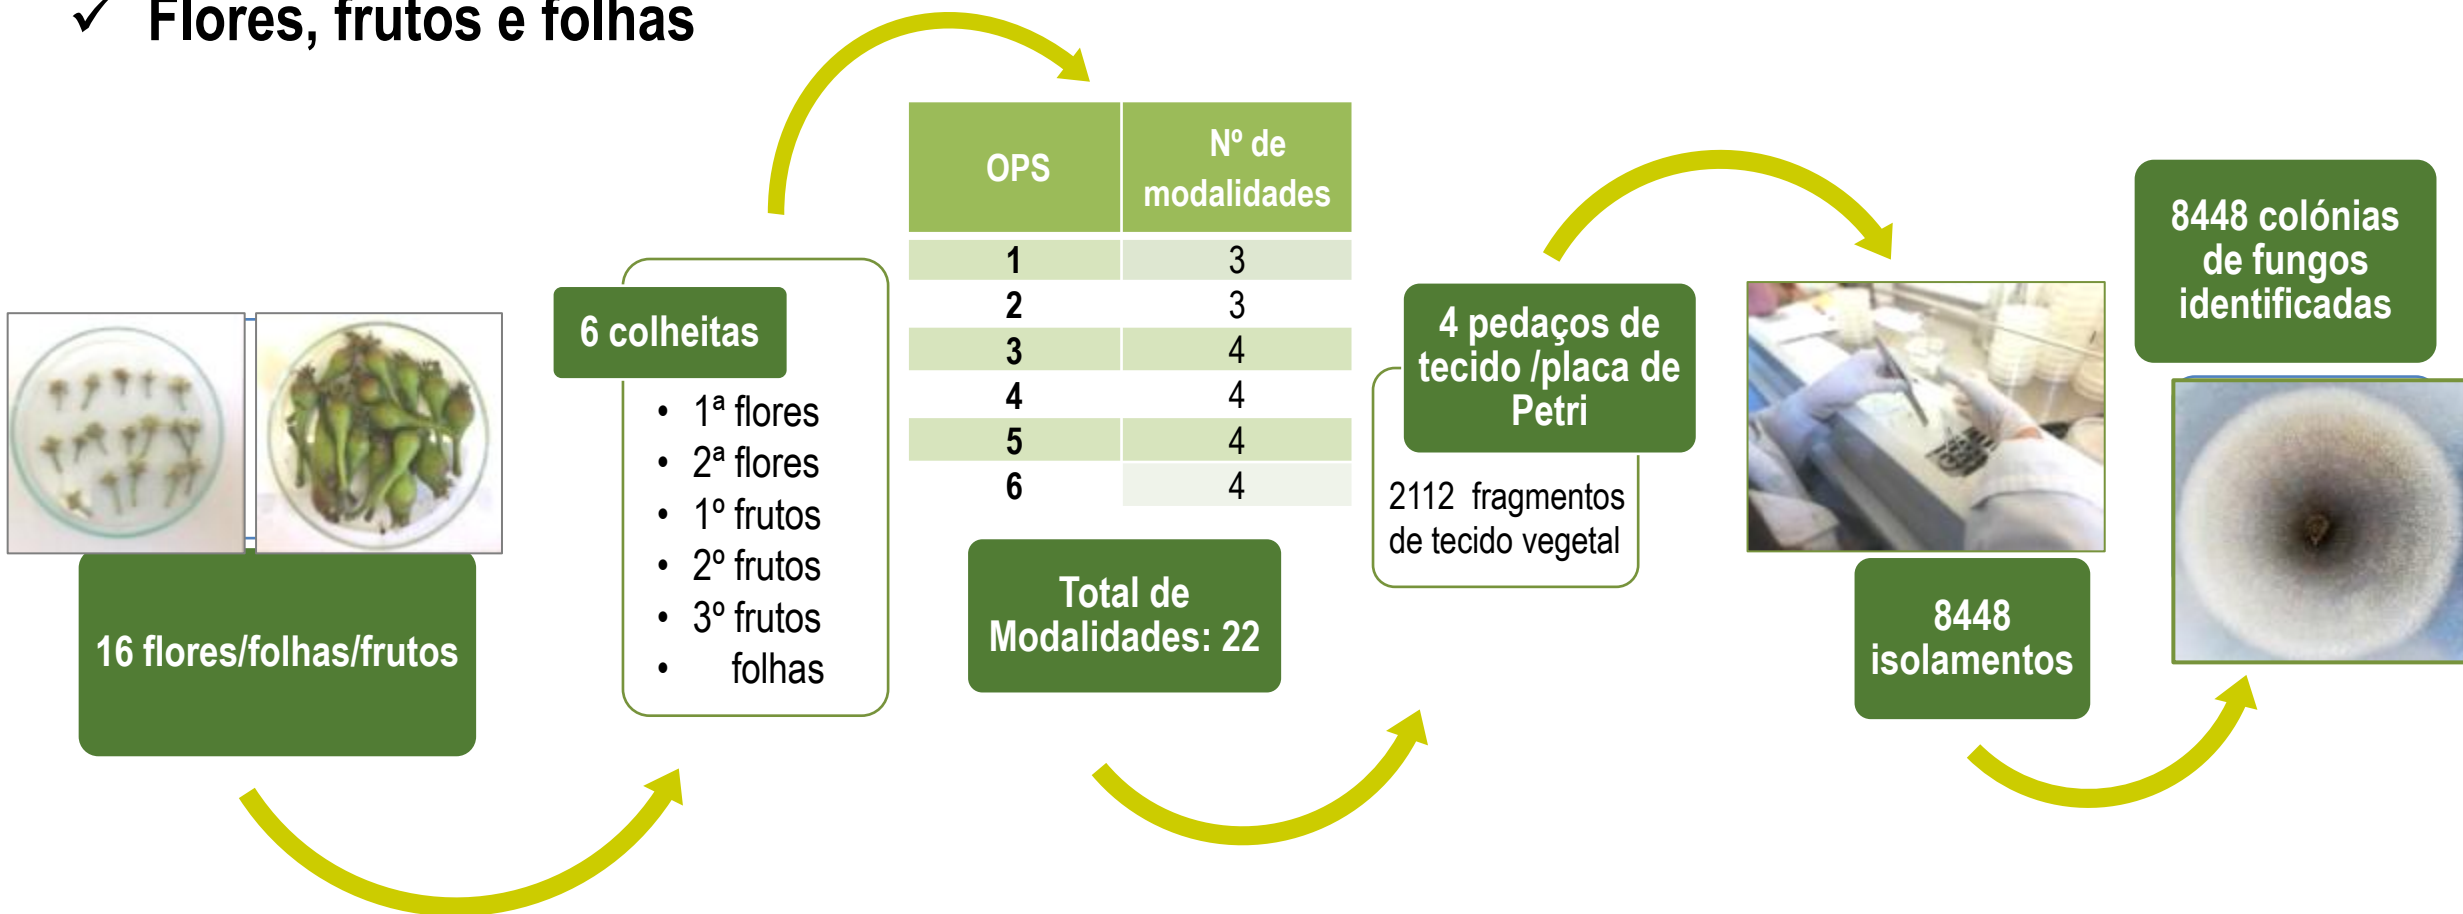 ✓ Flores, frutos e folhas
16 flores/folhas/frutos
6 colheitas
• 1ª flores
• 2ª flores
• 1º frutos
• 2º frutos
• 3º frutos
• folhas
OPS Nº de
modalidades
1 3
2 3
3 4
4 4
5 4
6 4
Total de
Modalidades: 22
4 pedaços de
tecido /placa de
Petri
2112 fragmentos
de tecido vegetal
8448
isolamentos
8448 colónias
de fungos
identificadas